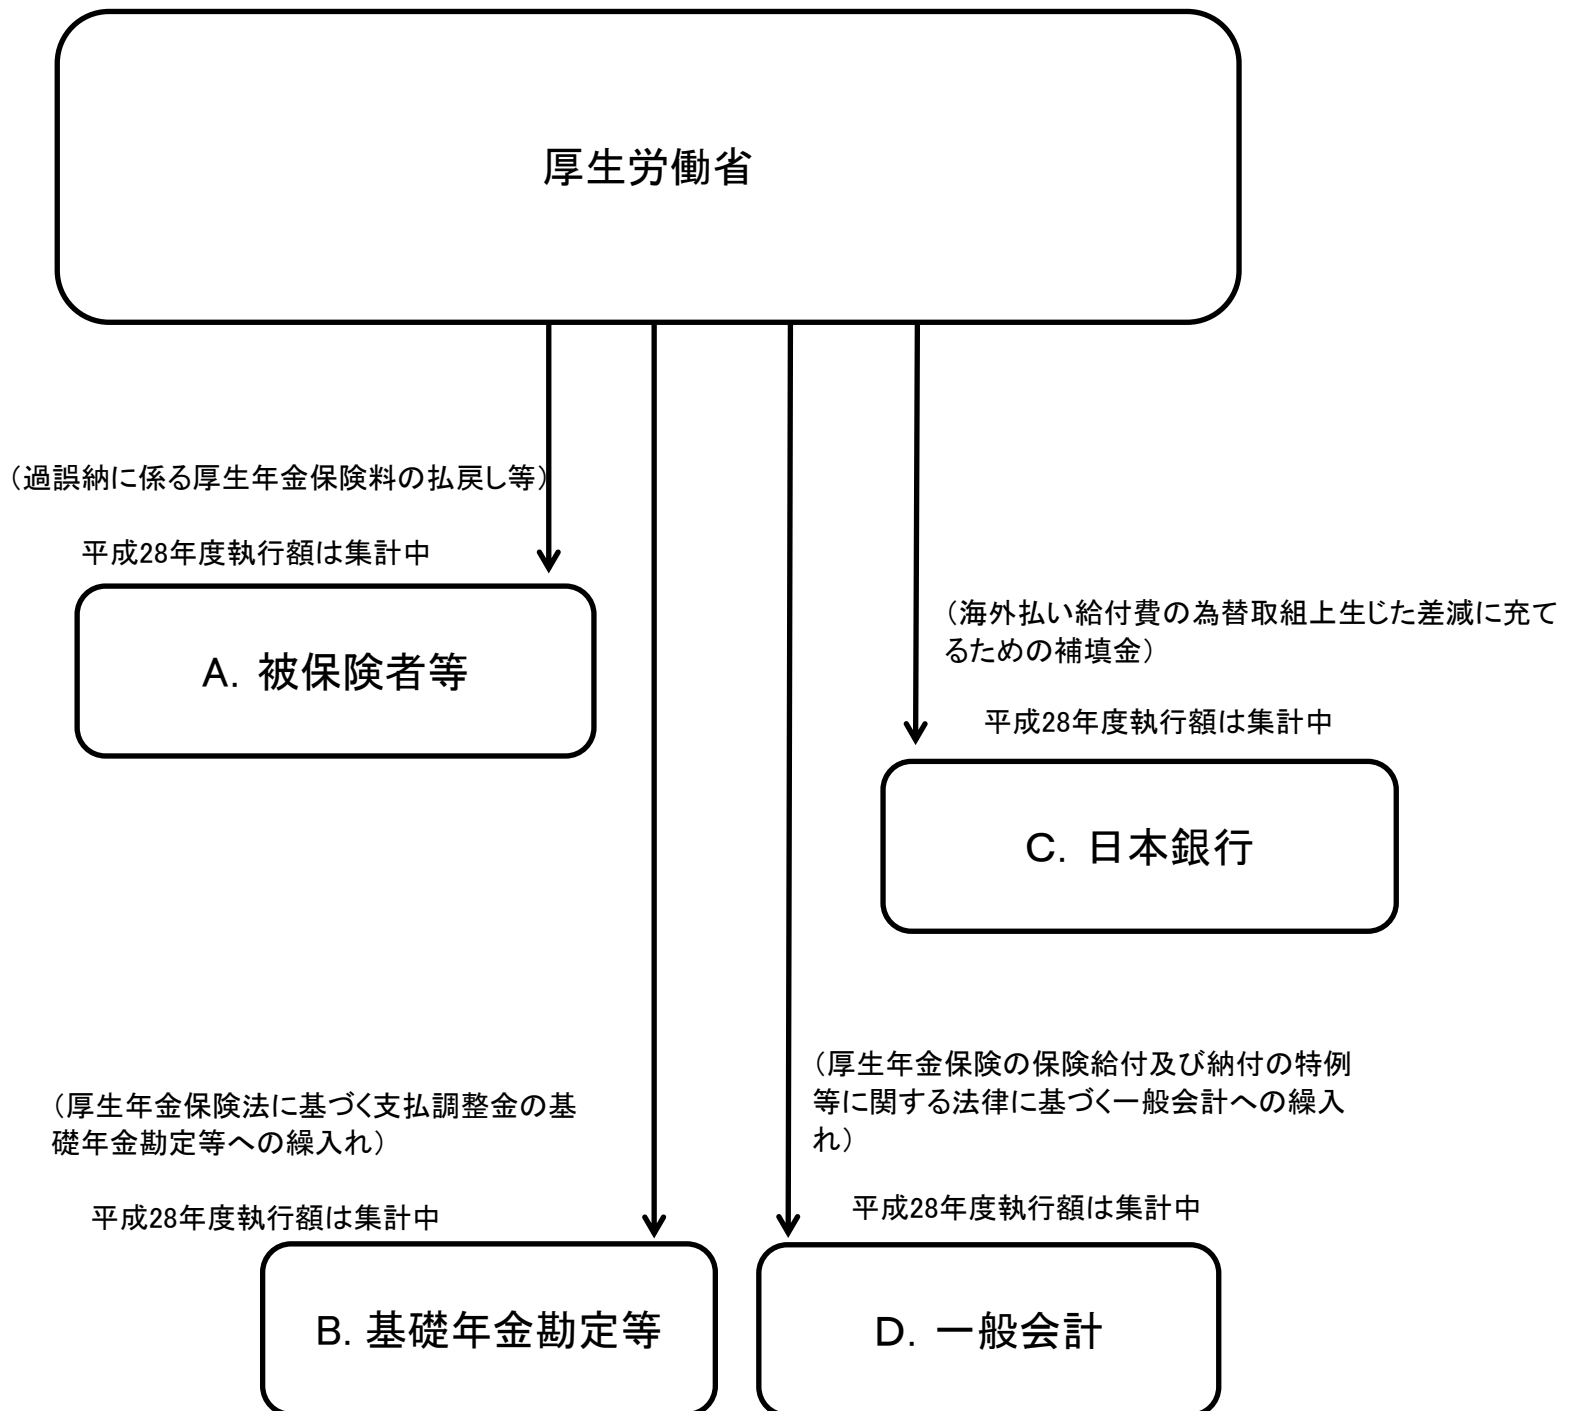 厚生労働省
（過誤納に係る厚生年金保険料の払戻し等）
平成28年度執行額は集計中
A．被保険者等
（海外払い給付費の為替取組上生じた差減に充て
るための補填金）
平成28年度執行額は集計中
C．日本銀行
（厚生年金保険法に基づく支払調整金の基
礎年金勘定等への繰入れ）
平成28年度執行額は集計中
B．基礎年金勘定等
（厚生年金保険の保険給付及び納付の特例
等に関する法律に基づく一般会計への繰入
れ）
平成28年度執行額は集計中
D．一般会計